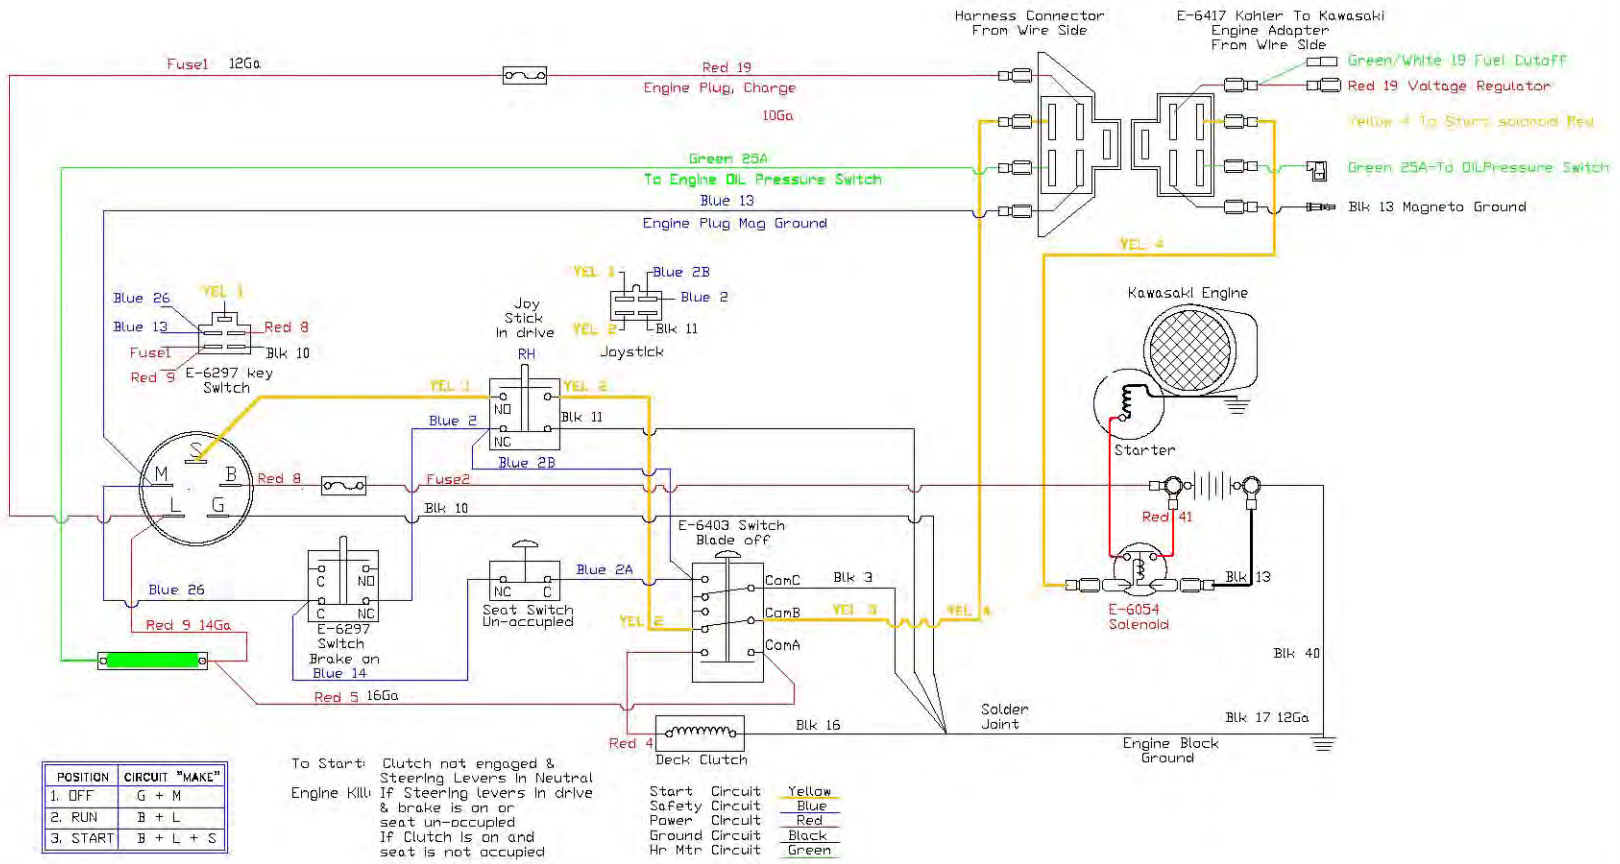 Harness Connector
From Wire Side
E-6417 Kohler To Kawasaki
Engine Adapter
From Wire Side
Fuse1 12Ga
Red 19
Engine Plug, Charge
10Ga
Green/White 19 Fuel Cutoff
Red 19 Voltage Regulator
Yellow 4 To Start solonoid Red
Green 25A
To Engine OIL Pressure Switch
Green 25A-To OILPressure Switch
Blue 13
Engine Plug Mag Ground
Blk 13 Magneto Ground
YEL 4
Kawasaki Engine
Starter
YEL 1
Blue 26
Blue 13
Red 8
Fuse1
Blk 10
Red 9
E-6297 key
Switch
Joy
Stick
In drive
RH
YEL 1
Blue 2B
Blue 2
YEL 2
Blk 11
Joystick
YEL 1
YEL 2
NO
Blue 2
Blk 11
NC
Blue 2B
S
M
B
L
G
Red 8
Fuse2
Blk 10
Red 41
E-6403 Switch
Blade off
C
NO
C
NC
Blue 26
E-6297
Switch
Brake on
Blue 14
NC
C
Seat Switch
Un-occupied
Blue 2A
YEL 2
CamC
Blk 3
CamB
YEL 3
YEL 4
CamA
Blk 13
E-6054
Solenoid
Red 9 14Ga
Red 5 16Ga
Blk 40
Red 4
Deck Clutch
Blk 16
Solder
Joint
Blk 17 12Ga
Engine Block
Ground
POSITION CIRCUIT "MAKE"
1. OFF G + M
2. RUN B + L
3. START B + L + S
To Start: Clutch not engaged &
Steering Levers In Neutral
Engine Kill: If Steering levers in drive
& brake is on or
seat un-occupied
If Clutch is on and
seat is not occupied
Start Circuit Yellow
Safety Circuit Blue
Power Circuit Red
Ground Circuit Black
Hr Mtr Circuit Green